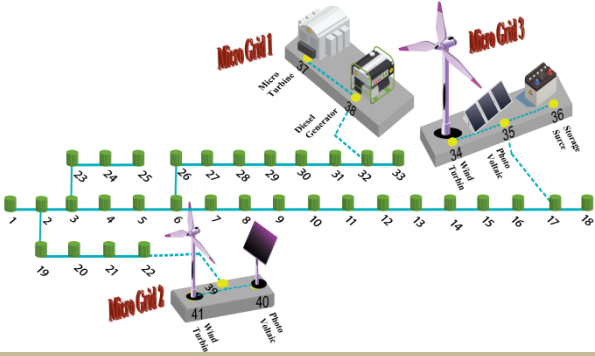 Micro Grid 1
Micro Grid 3
37
Micro
Turbine
38
Diesel
Generator
36
Storage
Surce
35
Photo
Voltaic
34
Wind
Turbin
23 24 25 26 27 28 29 30 31 32 33
1 2 3 4 5 6 7 8 9 10 11 12 13 14 15 16 17 18
19 20 21 22
Micro Grid 2
39
41
Wind
Turbin
40
Photo
Voltaic